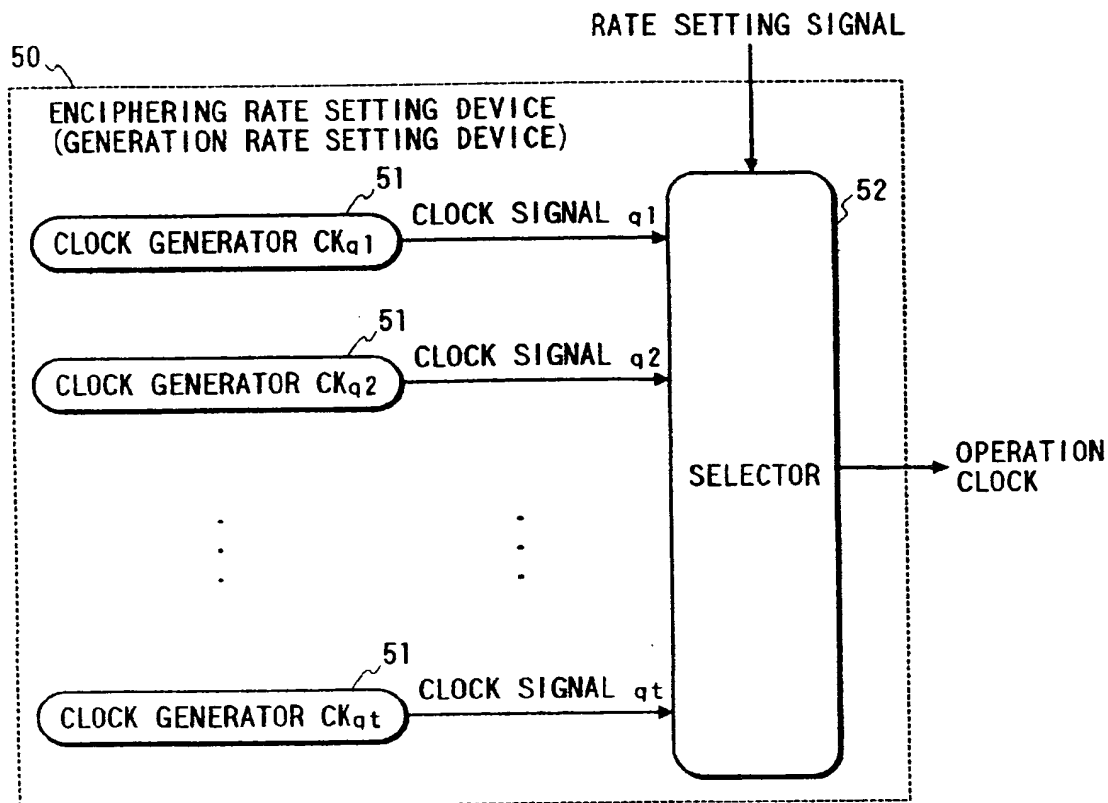 RATE SETTING SIGNAL
50
ENCIPHERING RATE SETTING DEVICE
(GENERATION RATE SETTING DEVICE)
51
CLOCK GENERATOR CKq1
CLOCK SIGNAL q1
52
51
CLOCK GENERATOR CKq2
CLOCK SIGNAL q2
SELECTOR
OPERATION
CLOCK
51
CLOCK GENERATOR CKqt
CLOCK SIGNAL qt